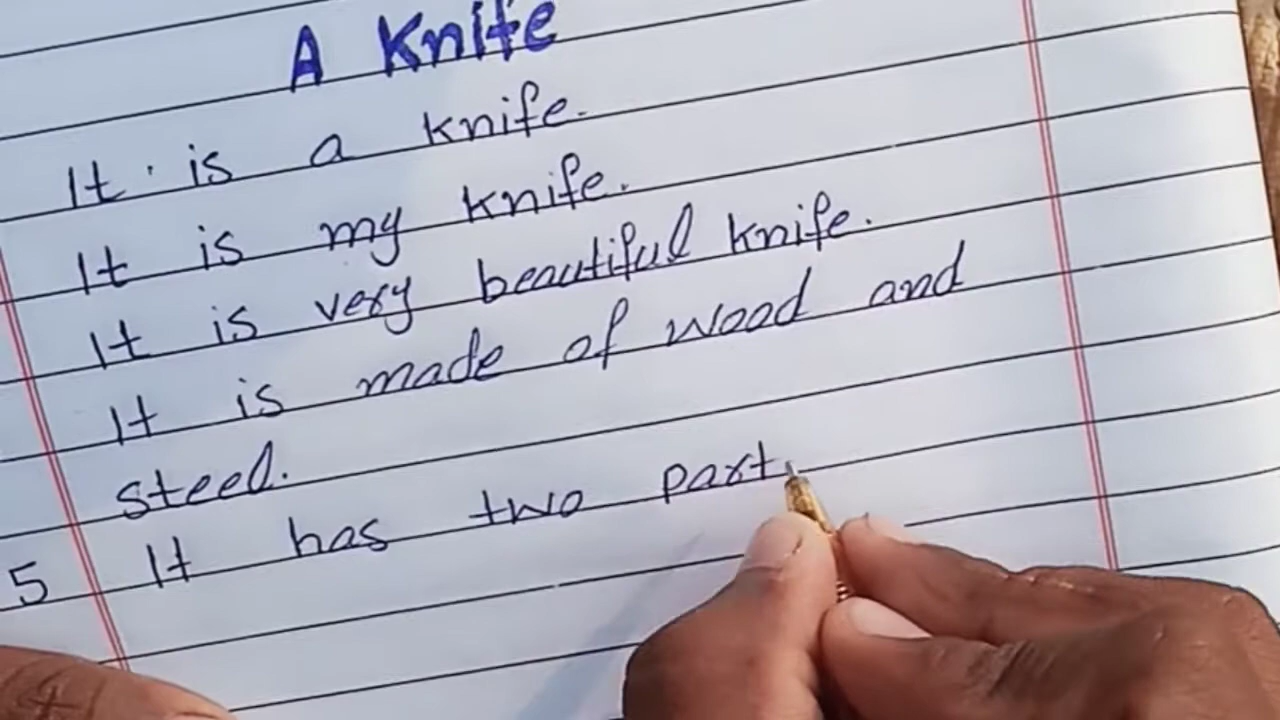 A Knife
It is a knife.
It is my knife.
It is very beautiful knife.
It is made of wood and
steel.
5 It has two part